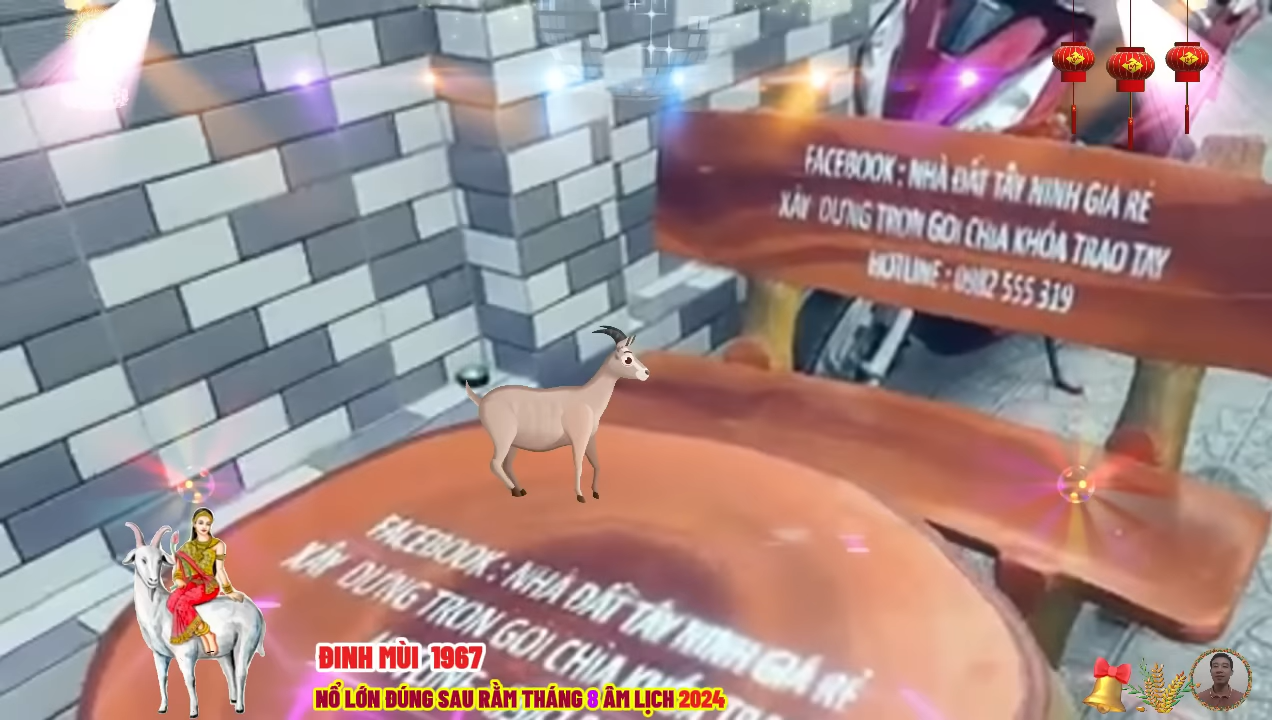 FACEBOOK : NHÀ ĐẤT TÂY NINH GIÁ RẺ
XÂY DỰNG TRỌN GÓI CHÌA KHÓA TRAO TAY
HOTLINE : 0982 555 319
FACEBOOK : NHÀ ĐẤT TÂY NINH GIÁ RẺ
XÂY DỰNG TRỌN GÓI CHÌA
ĐINH MÙI 1967
NỔ LỚN ĐÚNG SAU RẰM THÁNG 8 ÂM LỊCH 2024